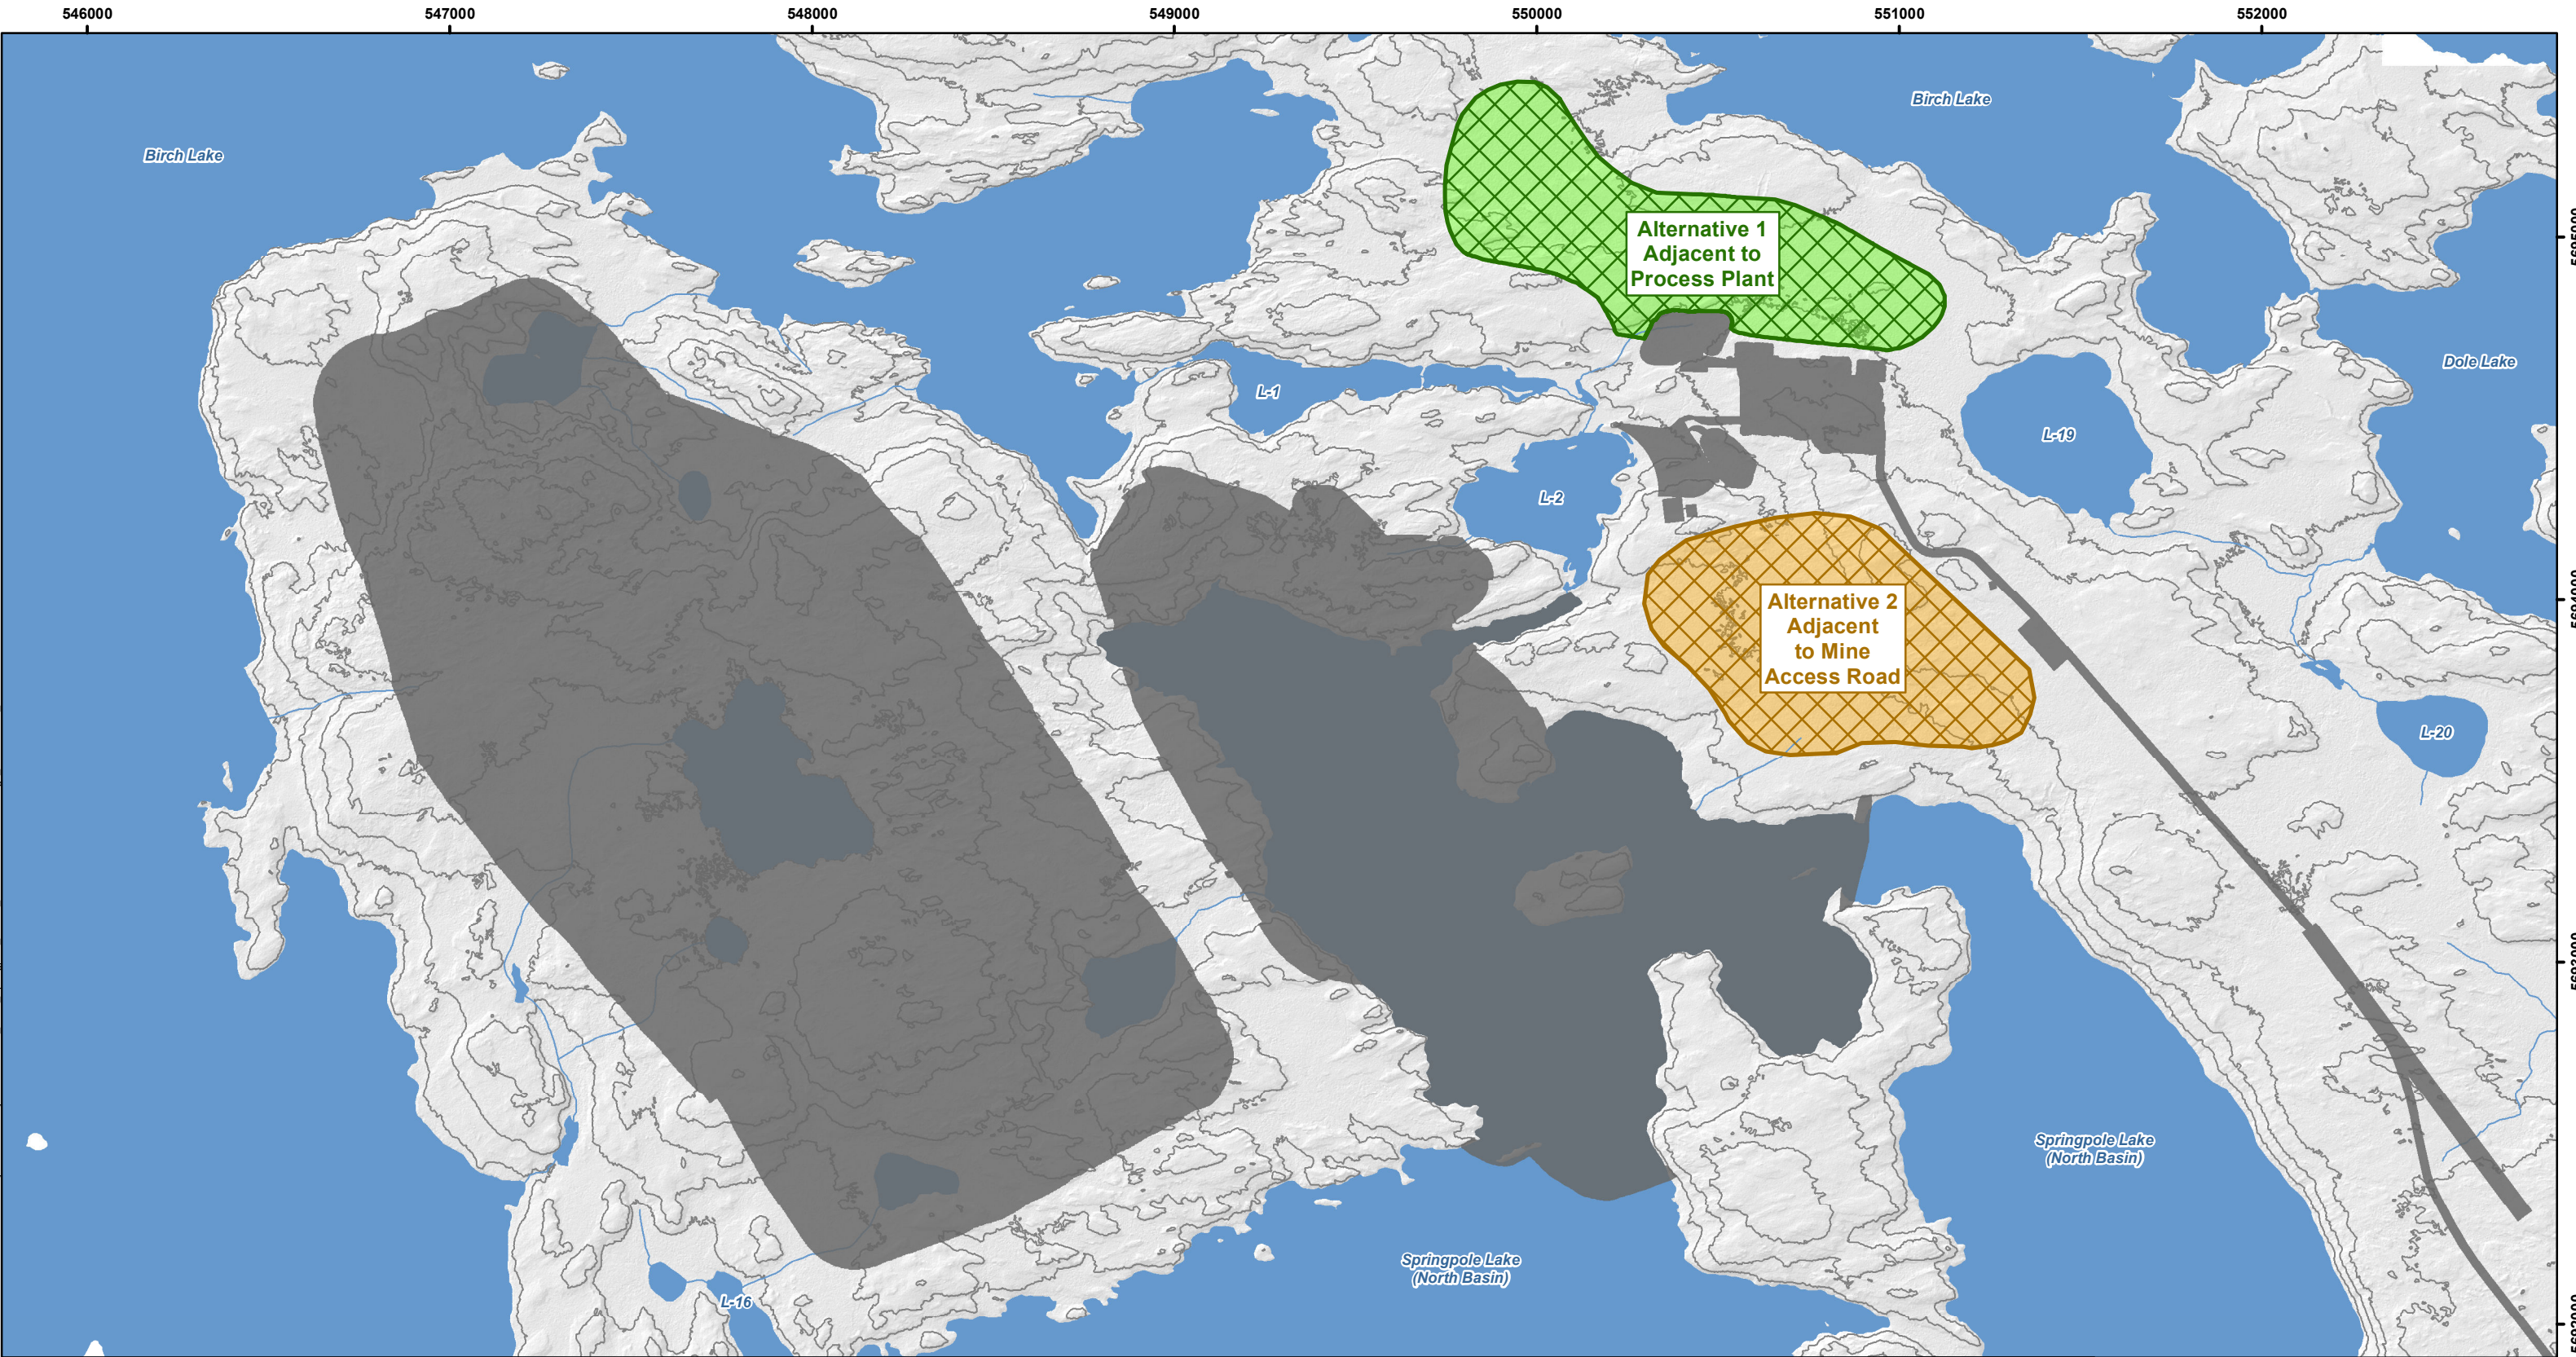 546000 547000 548000 549000 550000 551000 552000
Birch Lake
Birch Lake
Alternative 1
Adjacent to
Process Plant
Dole Lake
L-1
L-19
L-2
Alternative 2
Adjacent
to Mine
Access Road
L-20
Springpole Lake
(North Basin)
Springpole Lake
(North Basin)
L-16